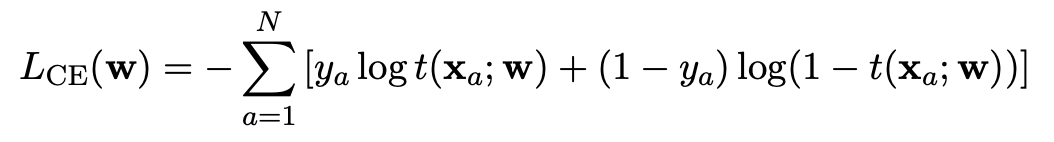 L_CE(𝐰) = −∑_{a=1}^{N} [y_a log t(𝐱_a; 𝐰) + (1 − y_a) log(1 − t(𝐱_a; 𝐰))]